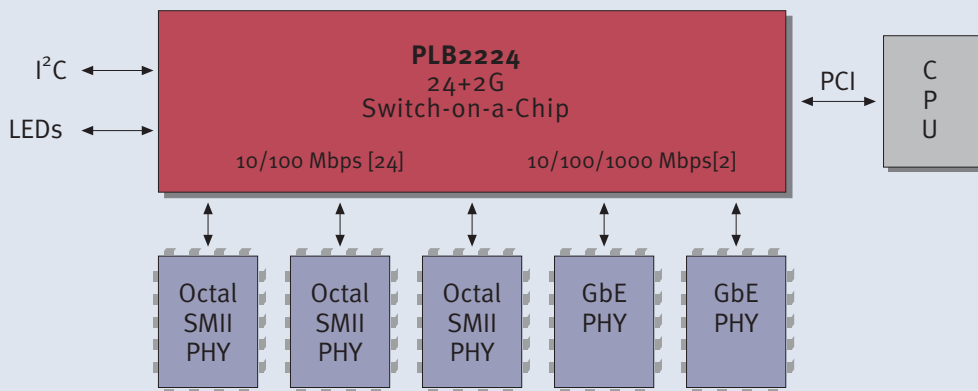 PLB2224
24+2G
Switch-on-a-Chip
I²C
LEDs
PCI
C
P
U
10/100 Mbps [24]
10/100/1000 Mbps[2]
Octal
SMII
PHY
Octal
SMII
PHY
Octal
SMII
PHY
GbE
PHY
GbE
PHY